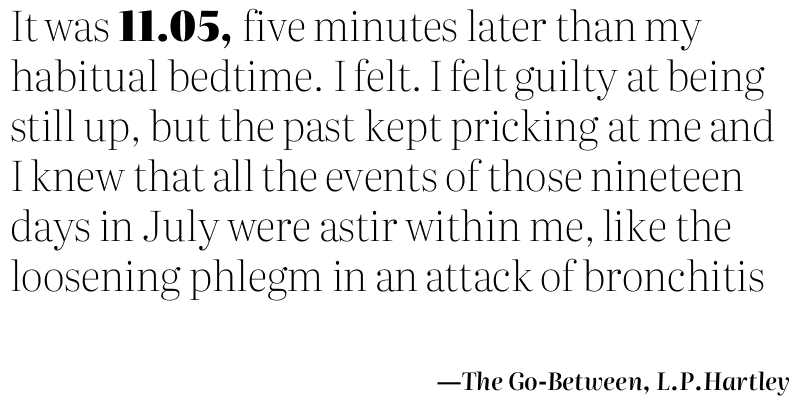 It was 11.05, five minutes later than my
habitual bedtime. I felt. I felt guilty at being
still up, but the past kept pricking at me and
I knew that all the events of those nineteen
days in July were astir within me, like the
loosening phlegm in an attack of bronchitis
—The Go-Between, L.P.Hartley